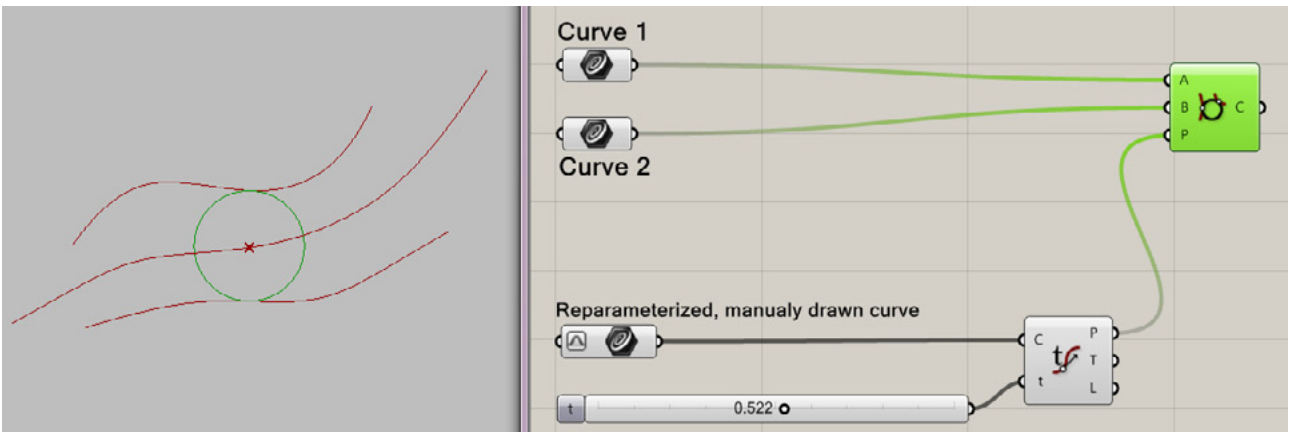 Curve 1
A
B C
P
Curve 2
Reparameterized, manualy drawn curve
C P
t T
t L
t 0.522